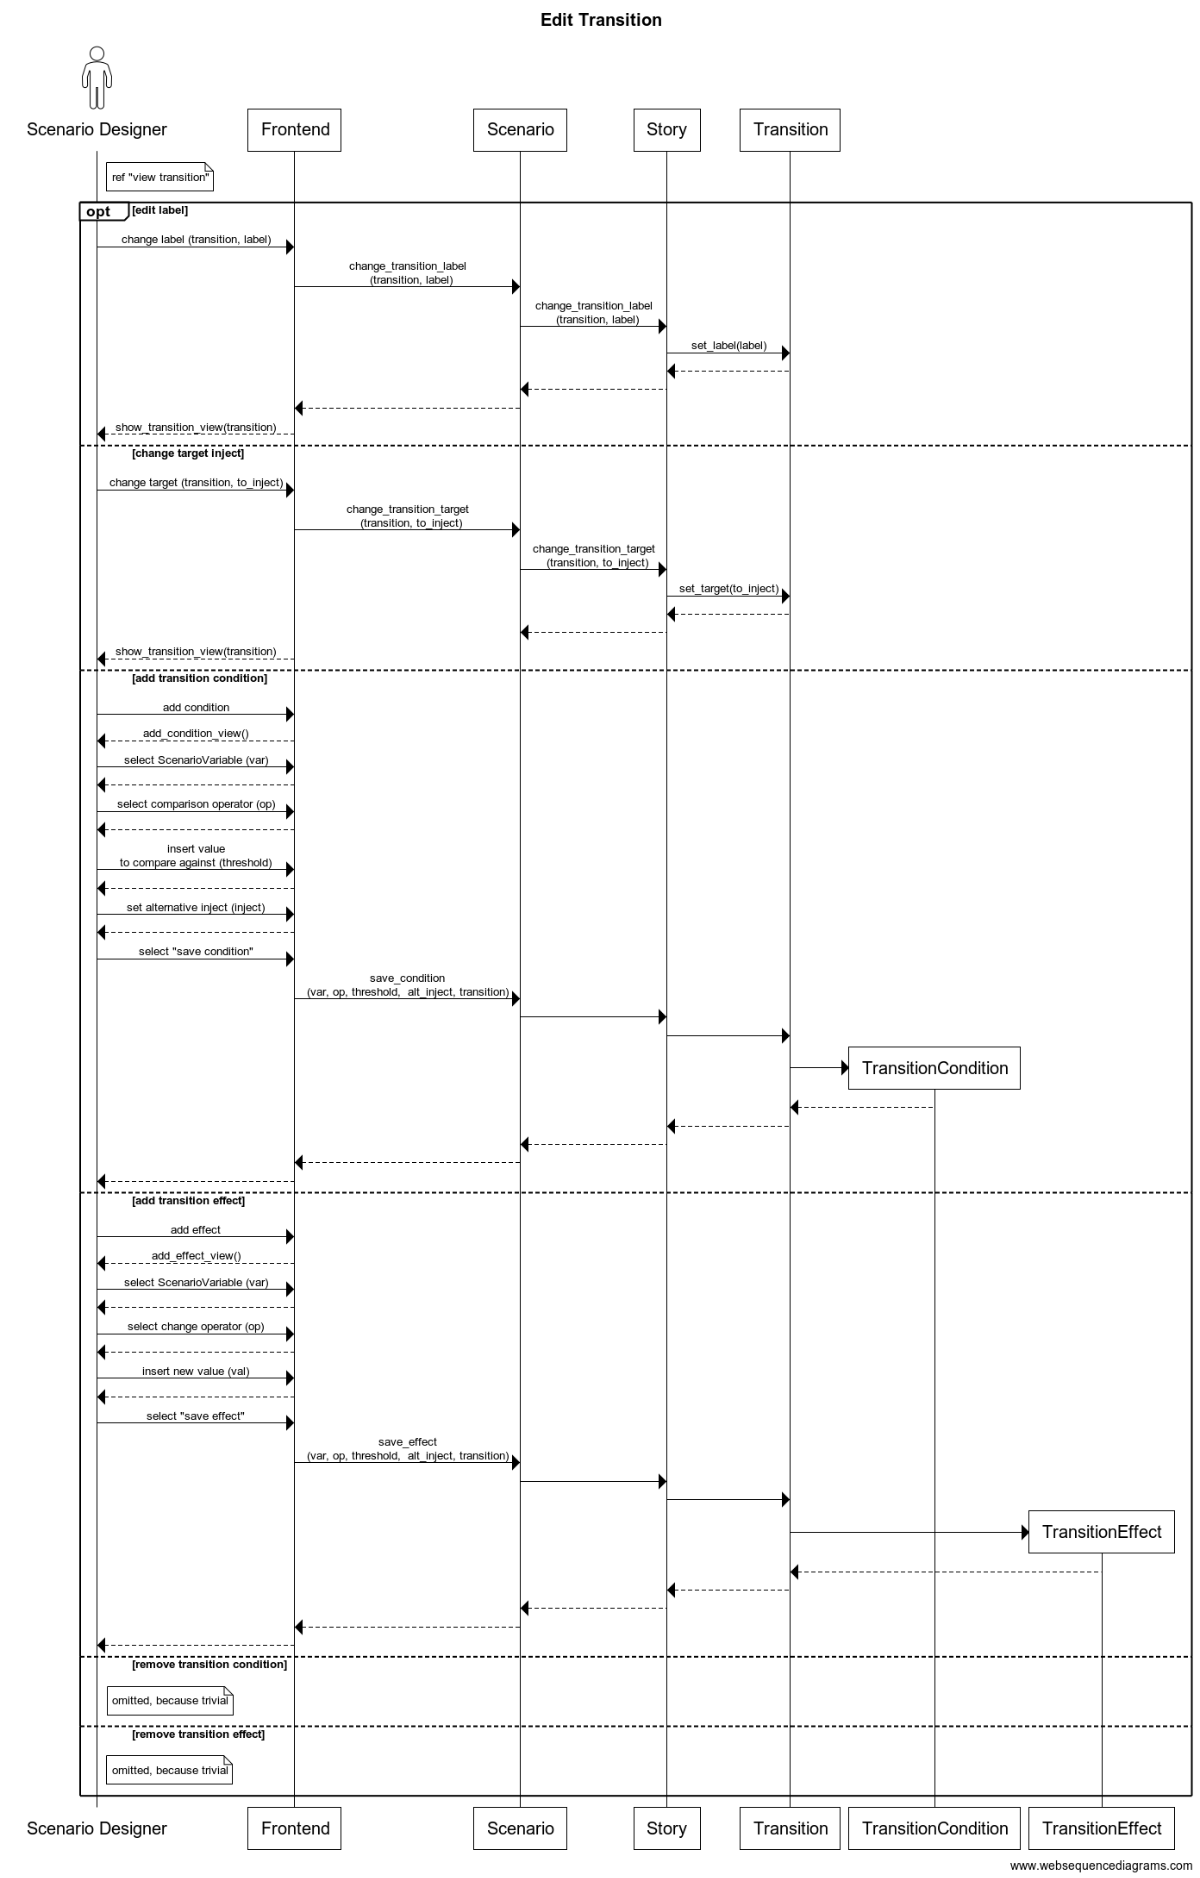 Edit Transition
Scenario Designer
Frontend
Scenario
Story
Transition
ref "view transition"
opt
[edit label]
change label (transition, label)
change_transition_label
(transition, label)
change_transition_label
(transition, label)
set_label(label)
show_transition_view(transition)
[change target inject]
change target (transition, to_inject)
change_transition_target
(transition, to_inject)
change_transition_target
(transition, to_inject)
set_target(to_inject)
show_transition_view(transition)
[add transition condition]
add condition
add_condition_view()
select ScenarioVariable (var)
select comparison operator (op)
insert value
to compare against (threshold)
set alternative inject (inject)
select "save condition"
save_condition
(var, op, threshold,  alt_inject, transition)
TransitionCondition
[add transition effect]
add effect
add_effect_view()
select ScenarioVariable (var)
select change operator (op)
insert new value (val)
select "save effect"
save_effect
(var, op, threshold,  alt_inject, transition)
TransitionEffect
[remove transition condition]
omitted, because trivial
[remove transition effect]
omitted, because trivial
Scenario Designer
Frontend
Scenario
Story
Transition
TransitionCondition
TransitionEffect
www.websequencediagrams.com